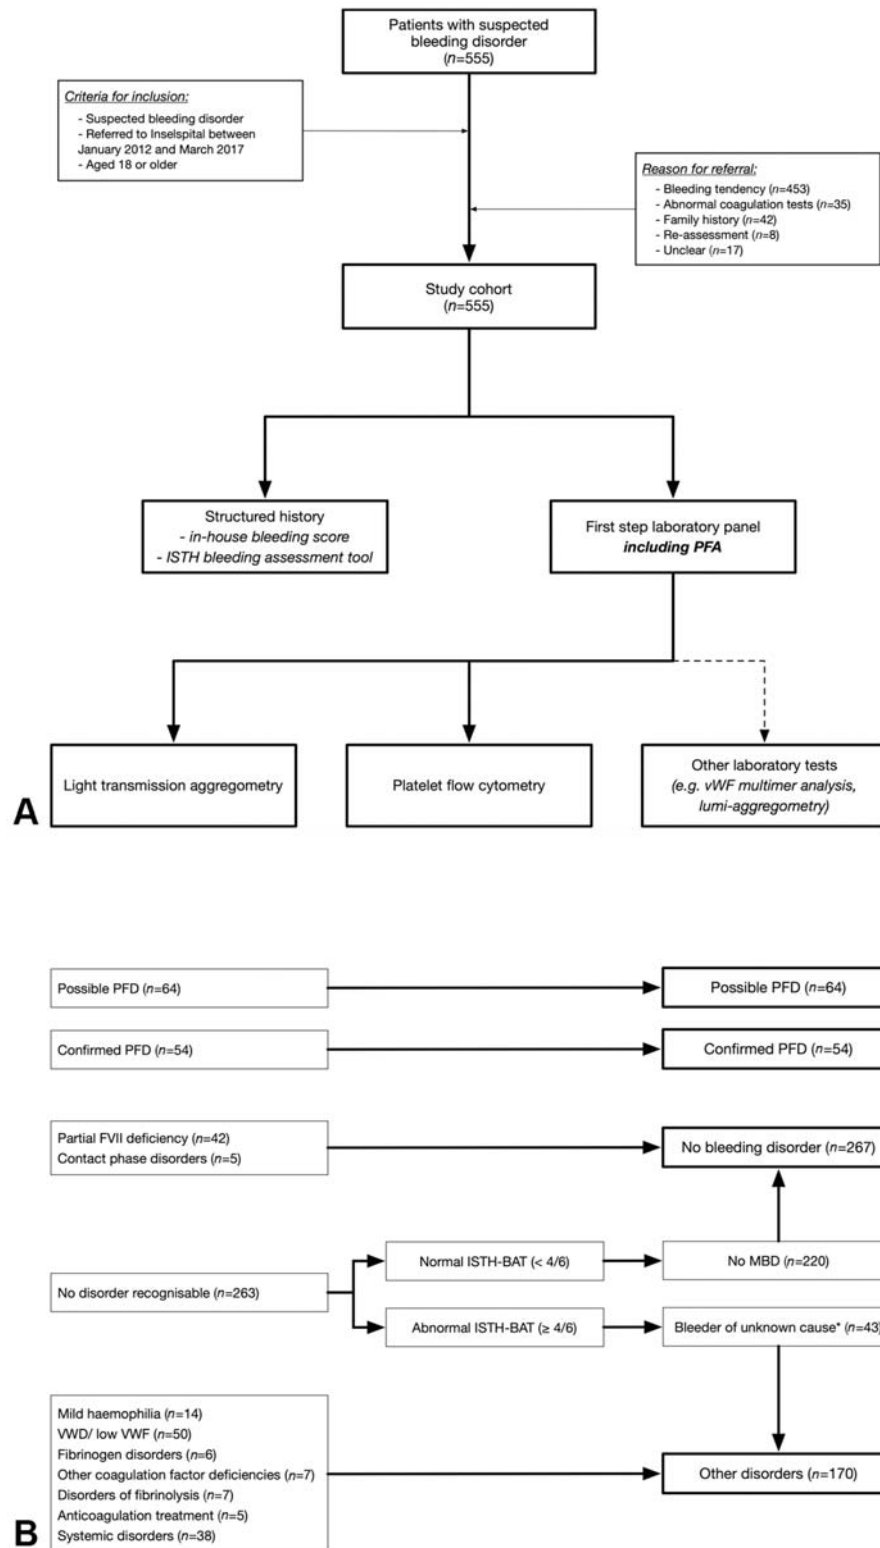 Patients with suspected
bleeding disorder
(n=555)
Criteria for inclusion:
- Suspected bleeding disorder
- Referred to Inselspital between
January 2012 and March 2017
- Aged 18 or older
Reason for referral:
- Bleeding tendency (n=453)
- Abnormal coagulation tests (n=35)
- Family history (n=42)
- Re-assessment (n=8)
- Unclear (n=17)
Study cohort
(n=555)
Structured history
- in-house bleeding score
- ISTH bleeding assessment tool
First step laboratory panel
including PFA
Light transmission aggregometry
Platelet flow cytometry
Other laboratory tests
(e.g. vWF multimer analysis,
lumi-aggregometry)
A
Possible PFD (n=64)
Possible PFD (n=64)
Confirmed PFD (n=54)
Confirmed PFD (n=54)
Partial FVII deficiency (n=42)
Contact phase disorders (n=5)
No bleeding disorder (n=267)
No disorder recognisable (n=263)
Normal ISTH-BAT (< 4/6)
No MBD (n=220)
Abnormal ISTH-BAT (≥ 4/6)
Bleeder of unknown cause* (n=43)
Mild haemophilia (n=14)
VWD/ low VWF (n=50)
Fibrinogen disorders (n=6)
Other coagulation factor deficiencies (n=7)
Disorders of fibrinolysis (n=7)
Anticoagulation treatment (n=5)
Systemic disorders (n=38)
Other disorders (n=170)
B